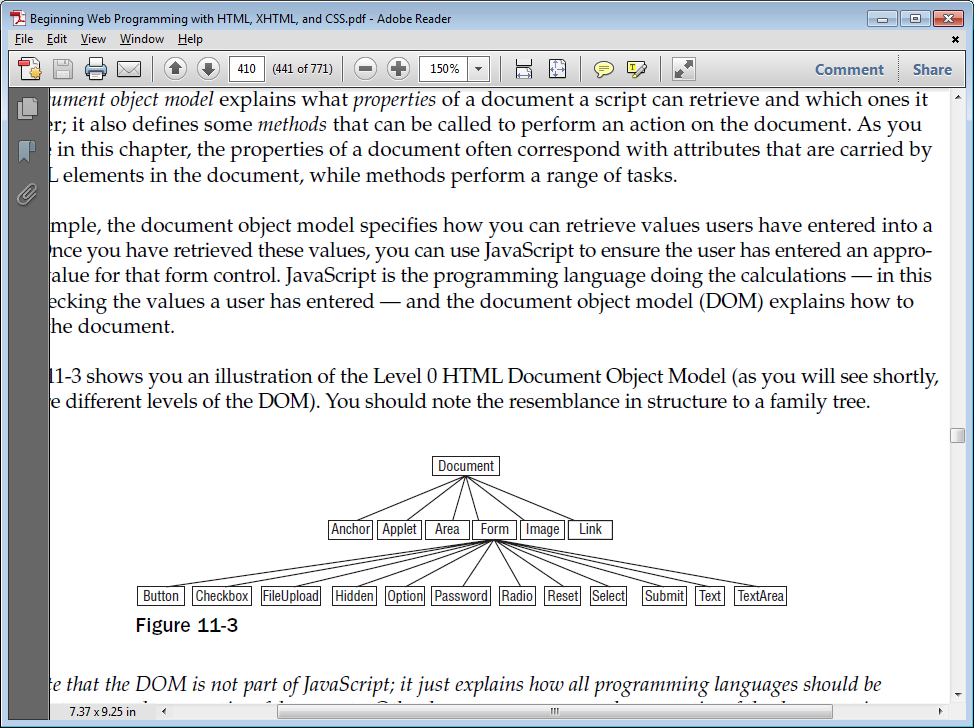 Beginning Web Programming with HTML, XHTML, and CSS.pdf - Adobe Reader
File Edit View Window Help
410 (441 of 771) 150% Comment Share
ument object model explains what properties of a document a script can retrieve and which ones it
er; it also defines some methods that can be called to perform an action on the document. As you
e in this chapter, the properties of a document often correspond with attributes that are carried by
L elements in the document, while methods perform a range of tasks.
mple, the document object model specifies how you can retrieve values users have entered into a
Once you have retrieved these values, you can use JavaScript to ensure the user has entered an appro-
value for that form control. JavaScript is the programming language doing the calculations — in this
ecking the values a user has entered — and the document object model (DOM) explains how to
he document.
11-3 shows you an illustration of the Level 0 HTML Document Object Model (as you will see shortly,
re different levels of the DOM). You should note the resemblance in structure to a family tree.
Document
Anchor Applet Area Form Image Link
Button Checkbox FileUpload Hidden Option Password Radio Reset Select Submit Text TextArea
Figure 11-3
te that the DOM is not part of JavaScript; it just explains how all programming languages should be
7.37 x 9.25 in